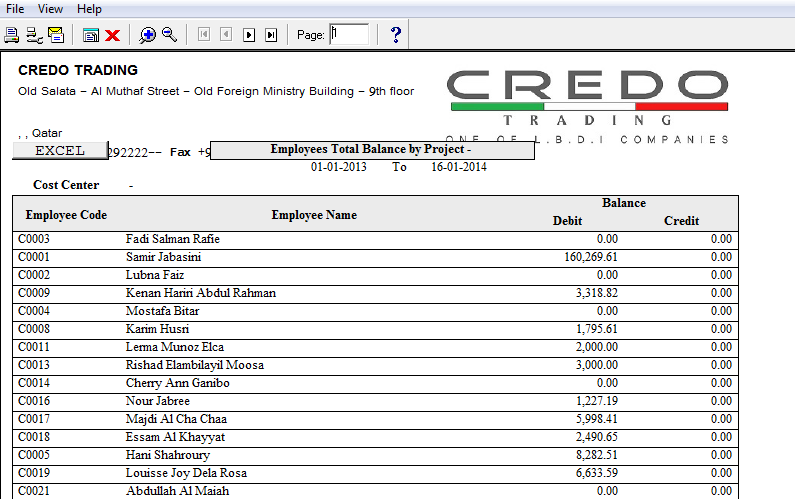 File View Help
Page: 1 ?
CREDO TRADING
Old Salata – Al Muthaf Street – Old Foreign Ministry Building – 9th floor
CREDO
TRADING
ONE OF L.B.D.I COMPANIES
, , Qatar
EXCEL 292222-- Fax +9
Employees Total Balance by Project -
01-01-2013 To 16-01-2014
Cost Center -
Employee Code Employee Name Balance
Debit Credit
C0003 Fadi Salman Rafie 0.00 0.00
C0001 Samir Jabasini 160,269.61 0.00
C0002 Lubna Faiz 0.00 0.00
C0009 Kenan Hariri Abdul Rahman 3,318.82 0.00
C0004 Mostafa Bitar 0.00 0.00
C0008 Karim Husri 1,795.61 0.00
C0011 Lerma Munoz Elca 2,000.00 0.00
C0013 Rishad Elambilayil Moosa 3,000.00 0.00
C0014 Cherry Ann Ganibo 0.00 0.00
C0016 Nour Jabree 1,227.19 0.00
C0017 Majdi Al Cha Chaa 5,998.41 0.00
C0018 Essam Al Khayyat 2,490.65 0.00
C0005 Hani Shahroury 8,282.51 0.00
C0019 Louisse Joy Dela Rosa 6,633.59 0.00
C0021 Abdullah Al Maiah 0.00 0.00